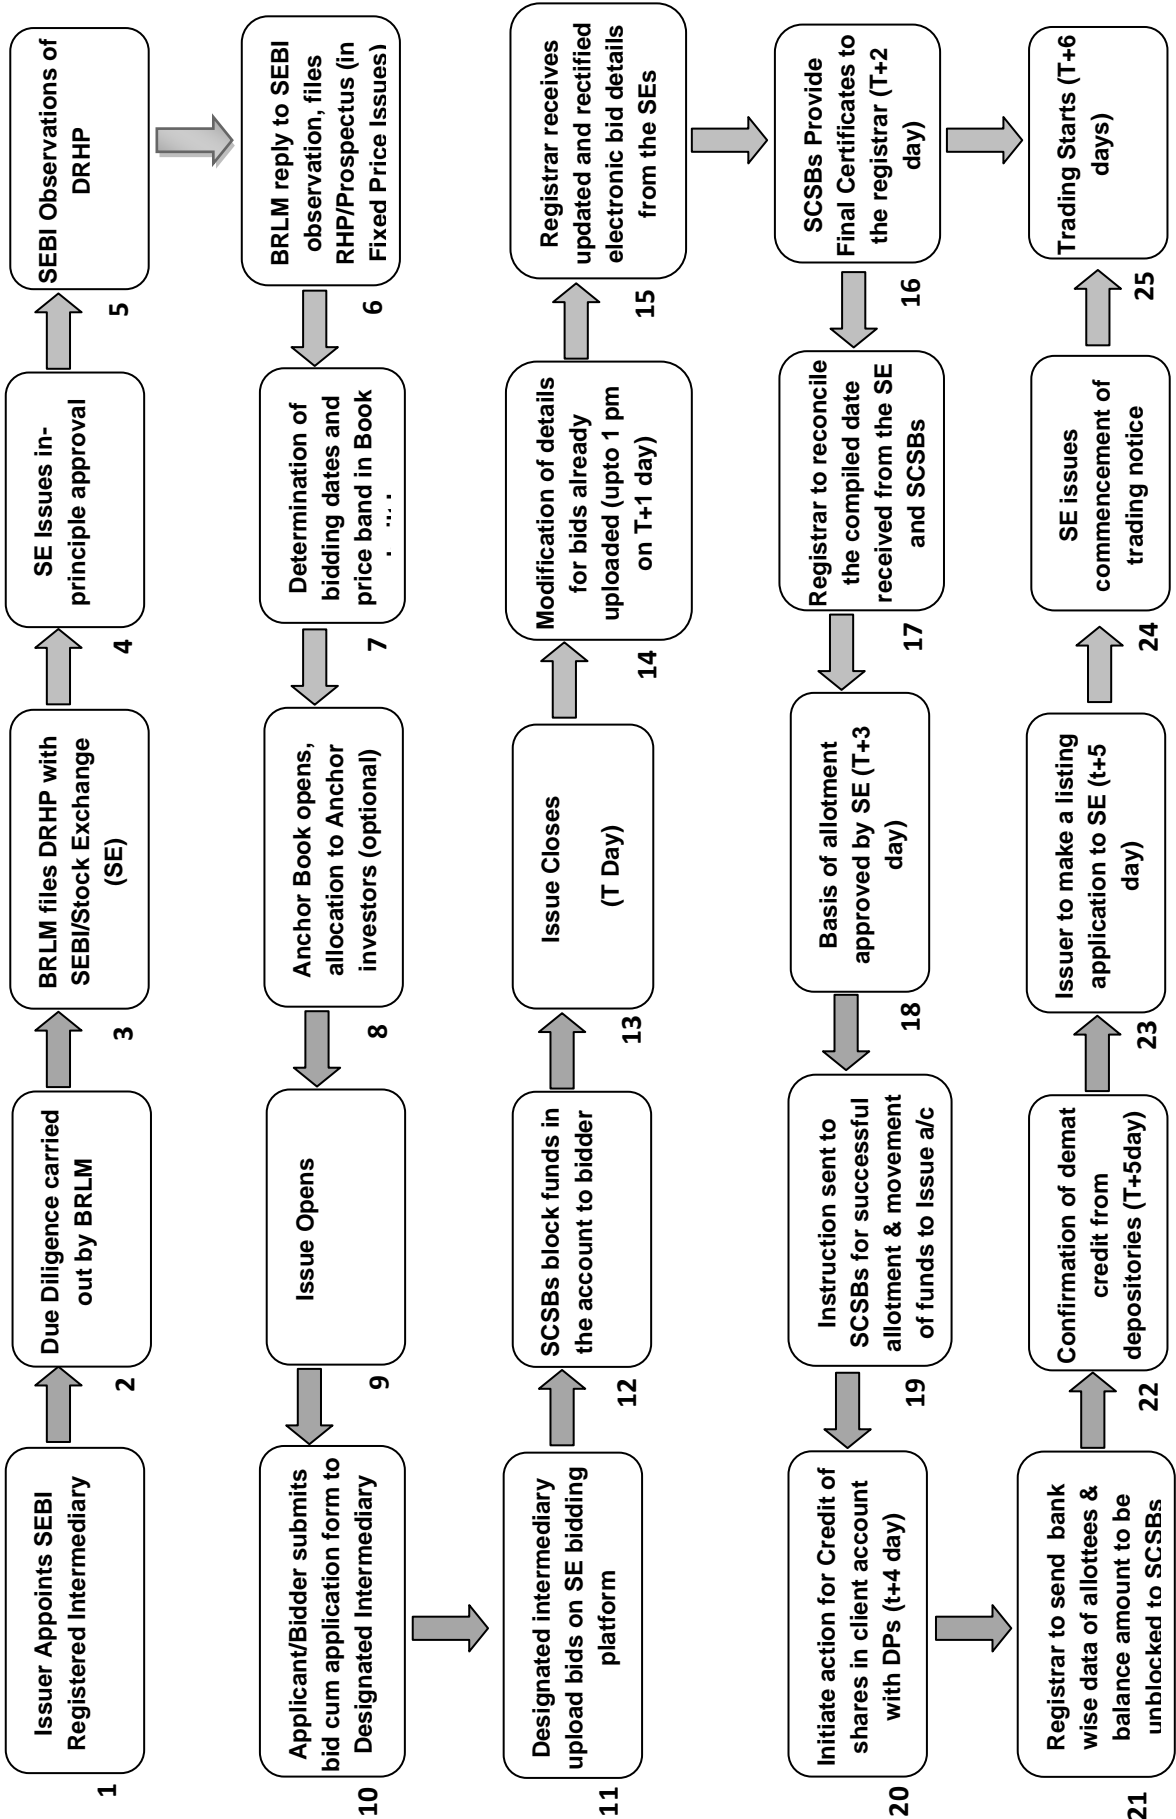 1
Issuer Appoints SEBI
Registered Intermediary
2
Due Diligence carried
out by BRLM
3
BRLM files DRHP with
SEBI/Stock Exchange
(SE)
4
SE Issues in-
principle approval
5
SEBI Observations of
DRHP
6
BRLM reply to SEBI
observation, files
RHP/Prospectus (in
Fixed Price Issues)
7
Determination of
bidding dates and
price band in Book
8
Anchor Book opens,
allocation to Anchor
investors (optional)
9
Issue Opens
10
Applicant/Bidder submits
bid cum application form to
Designated Intermediary
11
Designated intermediary
upload bids on SE bidding
platform
12
SCSBs block funds in
the account to bidder
13
Issue Closes
(T Day)
14
Modification of details
for bids already
uploaded (upto 1 pm
on T+1 day)
15
Registrar receives
updated and rectified
electronic bid details
from the SEs
16
SCSBs Provide
Final Certificates to
the registrar (T+2
day)
17
Registrar to reconcile
the compiled date
received from the SE
and SCSBs
18
Basis of allotment
approved by SE (T+3
day)
19
Instruction sent to
SCSBs for successful
allotment & movement
of funds to Issue a/c
20
Initiate action for Credit of
shares in client account
with DPs (t+4 day)
21
Registrar to send bank
wise data of allottees &
balance amount to be
unblocked to SCSBs
22
Confirmation of demat
credit from
depositories (T+5day)
23
Issuer to make a listing
application to SE (t+5
day)
24
SE issues
commencement of
trading notice
25
Trading Starts (T+6
days)